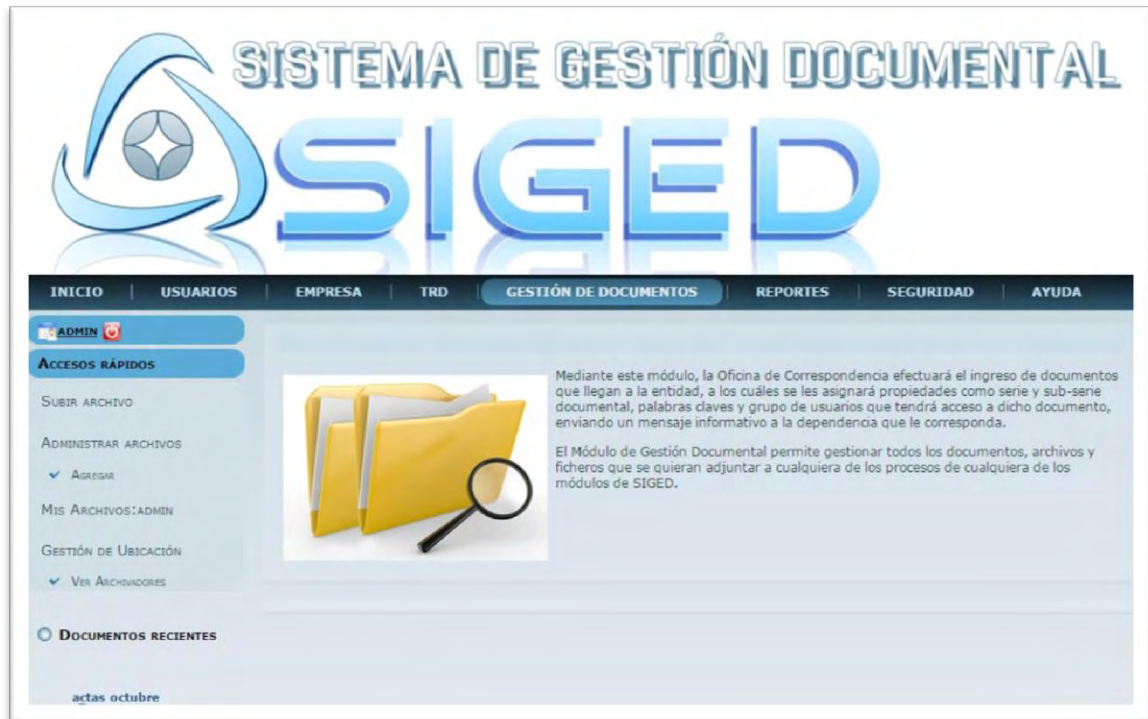 SISTEMA DE GESTIÓN DOCUMENTAL
SIGED
INICIO | USUARIOS | EMPRESA | TRD | GESTIÓN DE DOCUMENTOS | REPORTES | SEGURIDAD | AYUDA
ADMIN
ACCESOS RÁPIDOS
SUBIR ARCHIVO
ADMINISTRAR ARCHIVOS
AGREGAR
MIS ARCHIVOS:ADMIN
GESTIÓN DE UBICACIÓN
VER ARCHIVADORES
DOCUMENTOS RECIENTES
actas octubre
Mediante este módulo, la Oficina de Correspondencia efectuará el ingreso de documentos
que llegan a la entidad, a los cuáles se les asignará propiedades como serie y sub-serie
documental, palabras claves y grupo de usuarios que tendrá acceso a dicho documento,
enviando un mensaje informativo a la dependencia que le corresponda.
El Módulo de Gestión Documental permite gestionar todos los documentos, archivos y
ficheros que se quieran adjuntar a cualquiera de los procesos de cualquiera de los
módulos de SIGED.